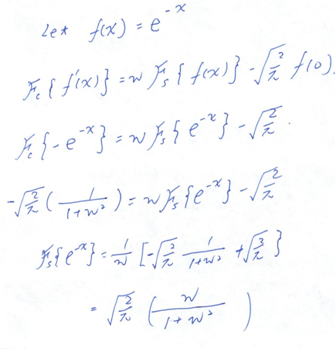 let f(x) = e^{-x}
ℱ_c{f'(x)} = w ℱ_s{f(x)} - √(2/π) f(0)
ℱ_c{-e^{-x}} = w ℱ_s{e^{-x}} - √(2/π).
-√(2/π) (1/(1+w²)) = w ℱ_s{e^{-x}} - √(2/π)
ℱ_s{e^{-x}} = 1/w [-√(2/π) 1/(1+w²) + √(2/π)}
= √(2/π) (w/(1+w²))